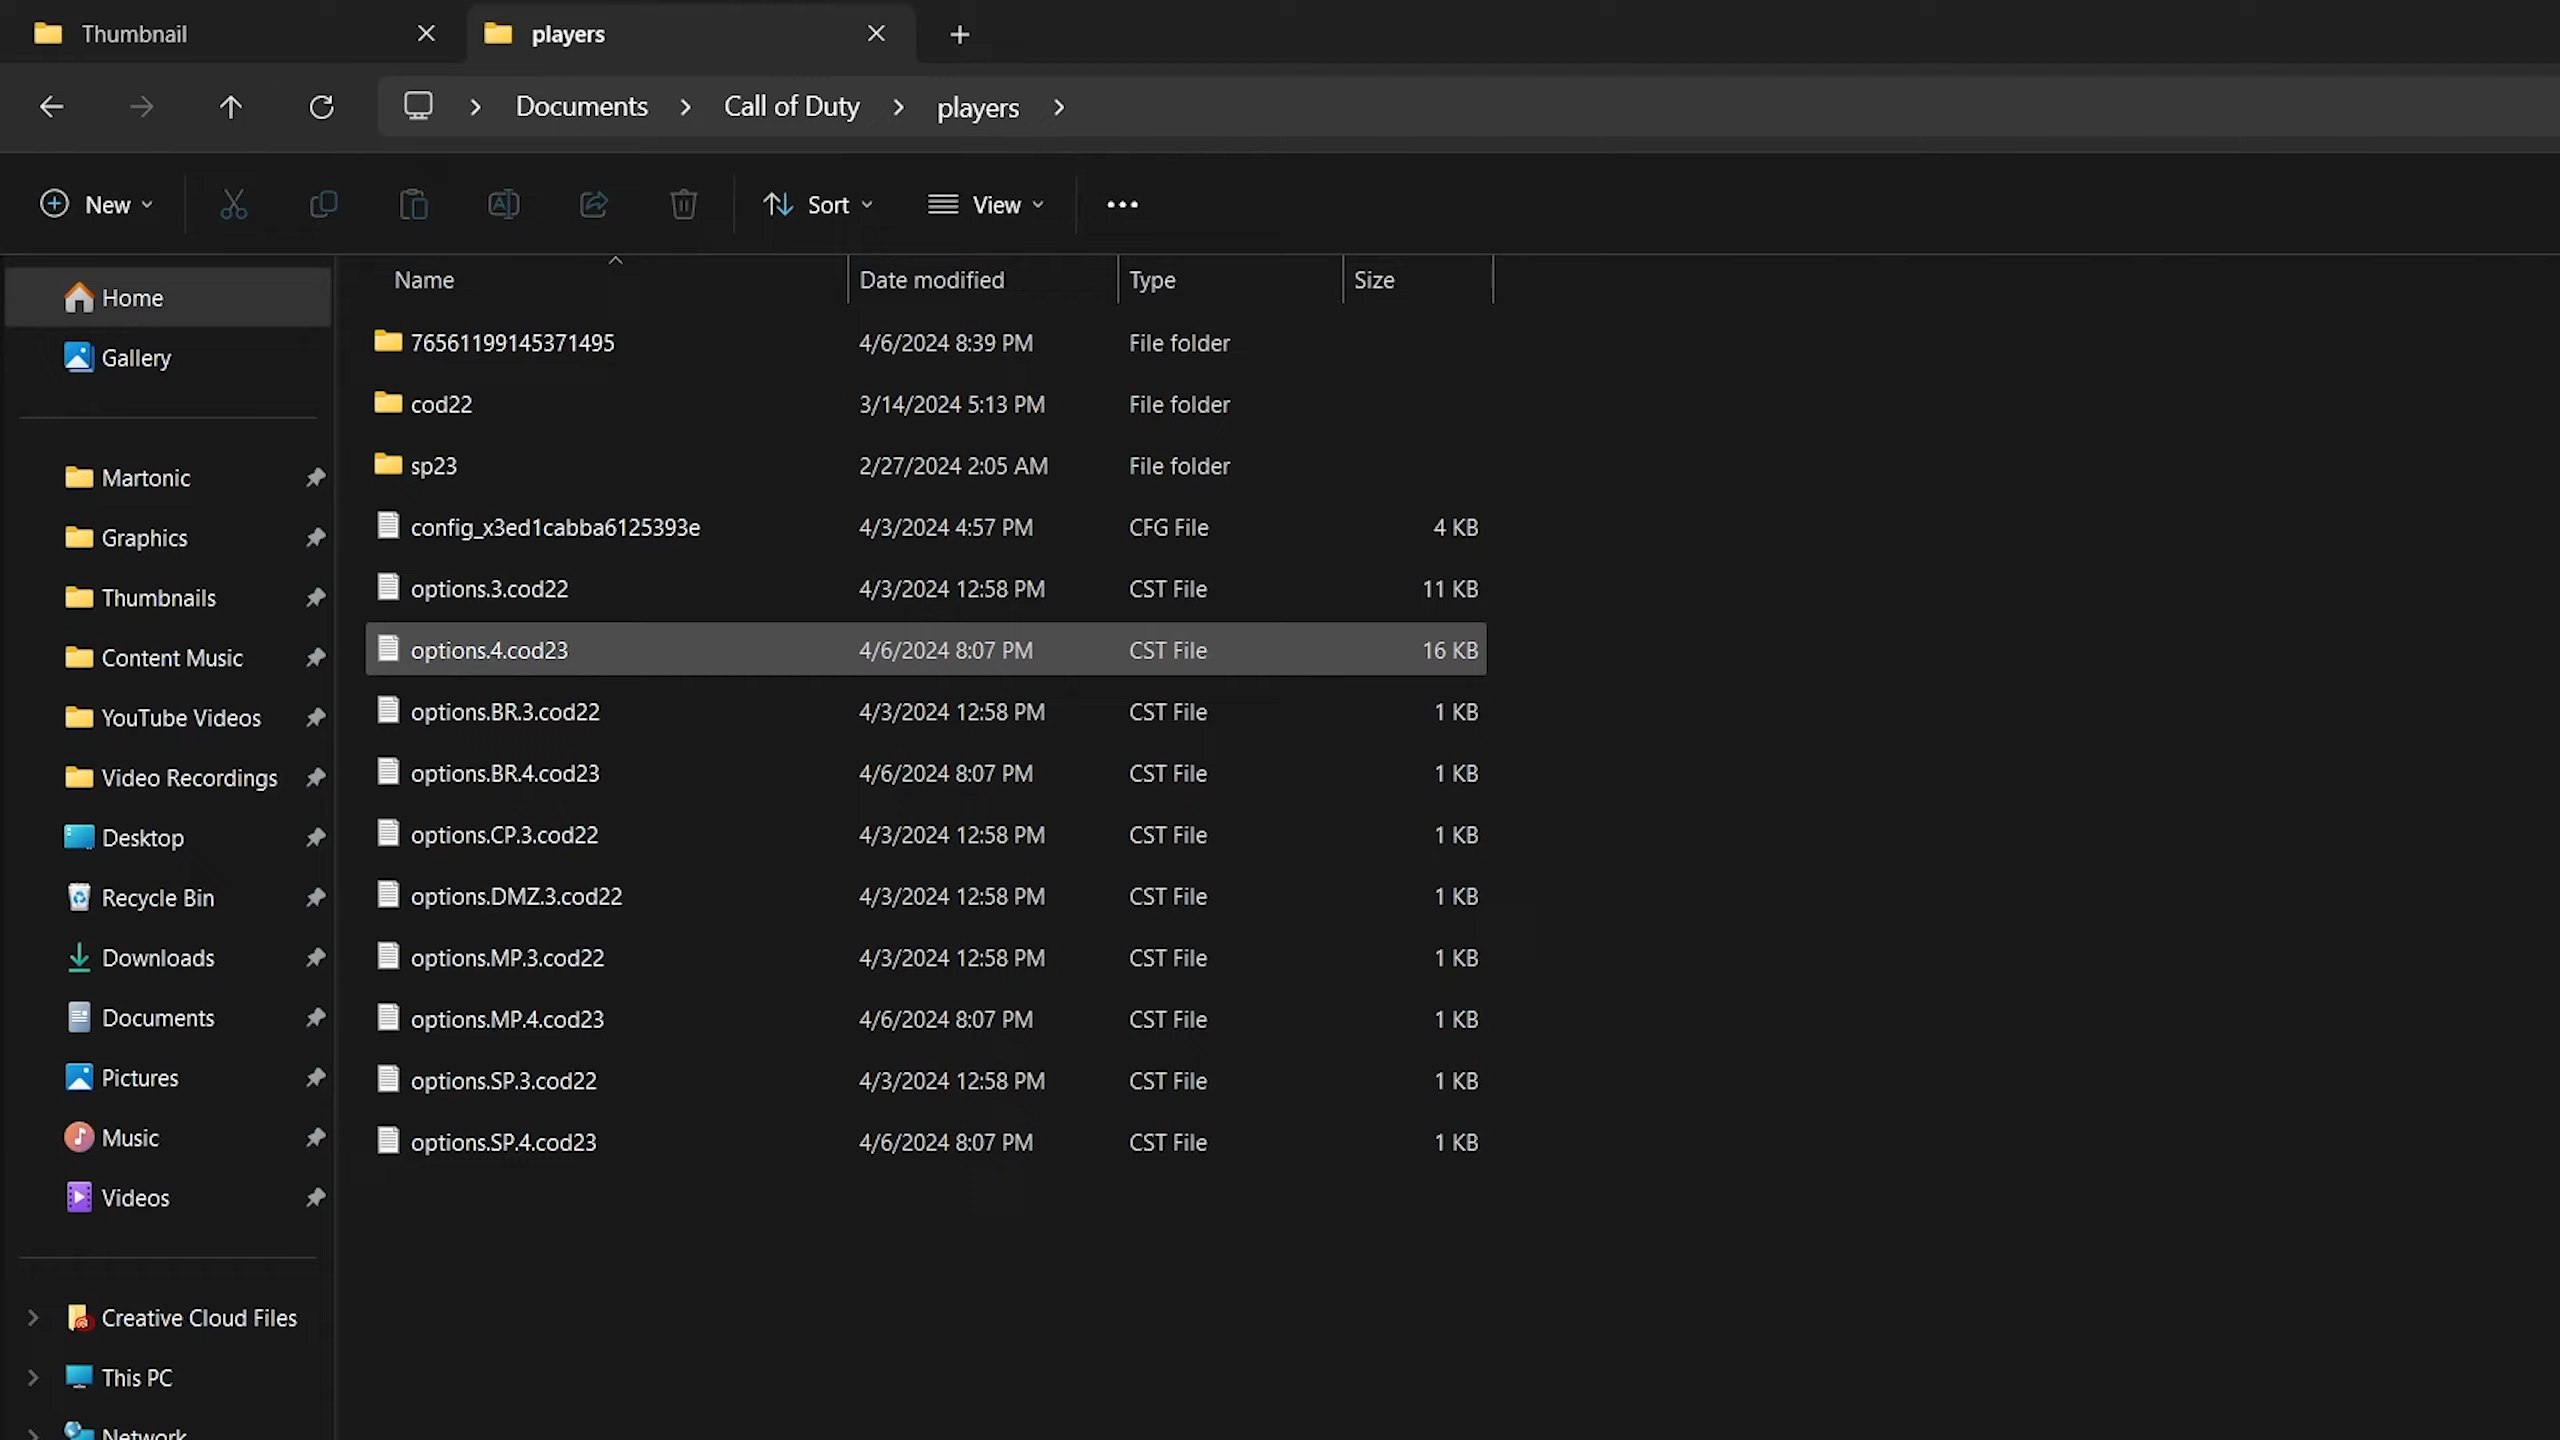 Thumbnail
players
Documents
Call of Duty
players
New
Sort
View
Name
Date modified
Type
Size
Home
Gallery
Martonic
Graphics
Thumbnails
Content Music
YouTube Videos
Video Recordings
Desktop
Recycle Bin
Downloads
Documents
Pictures
Music
Videos
Creative Cloud Files
This PC
Network
76561199145371495 4/6/2024 8:39 PM File folder
cod22 3/14/2024 5:13 PM File folder
sp23 2/27/2024 2:05 AM File folder
config_x3ed1cabba6125393e 4/3/2024 4:57 PM CFG File 4 KB
options.3.cod22 4/3/2024 12:58 PM CST File 11 KB
options.4.cod23 4/6/2024 8:07 PM CST File 16 KB
options.BR.3.cod22 4/3/2024 12:58 PM CST File 1 KB
options.BR.4.cod23 4/6/2024 8:07 PM CST File 1 KB
options.CP.3.cod22 4/3/2024 12:58 PM CST File 1 KB
options.DMZ.3.cod22 4/3/2024 12:58 PM CST File 1 KB
options.MP.3.cod22 4/3/2024 12:58 PM CST File 1 KB
options.MP.4.cod23 4/6/2024 8:07 PM CST File 1 KB
options.SP.3.cod22 4/3/2024 12:58 PM CST File 1 KB
options.SP.4.cod23 4/6/2024 8:07 PM CST File 1 KB